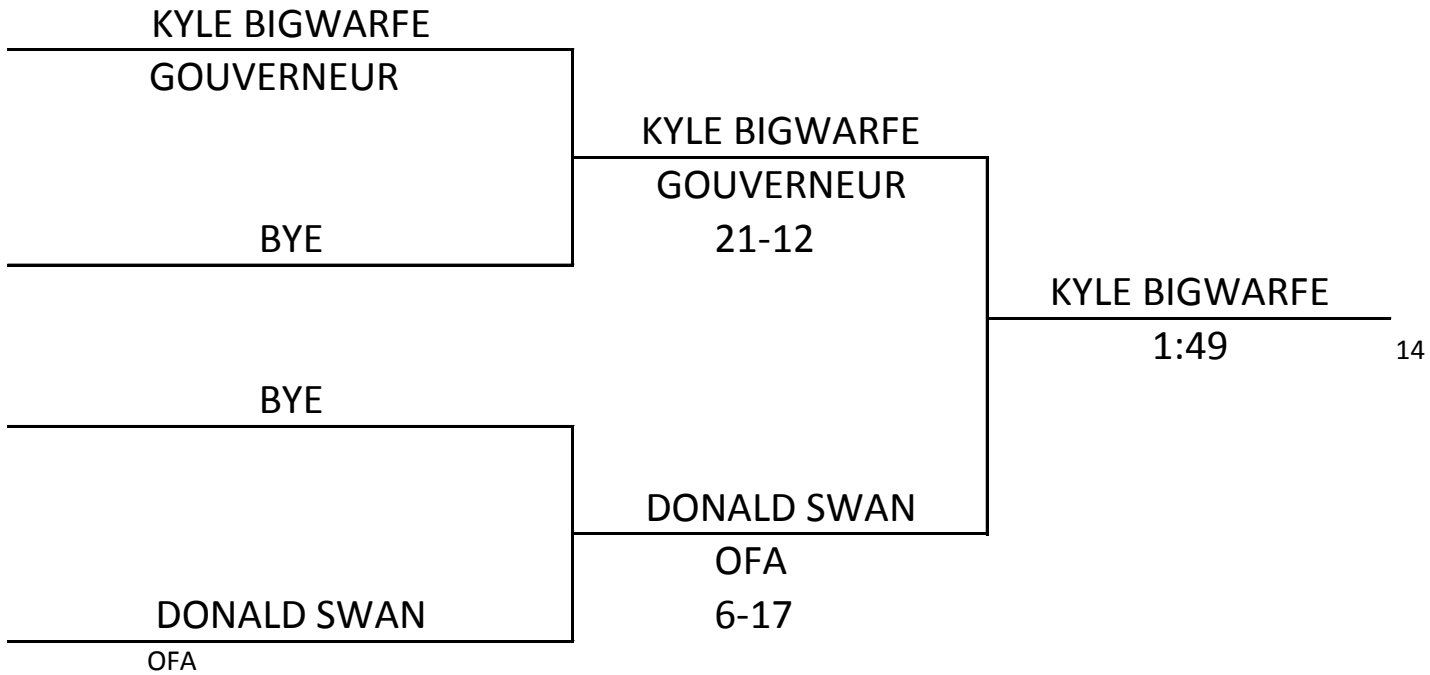 KYLE BIGWARFE
GOUVERNEUR
KYLE BIGWARFE
GOUVERNEUR
BYE
21-12
KYLE BIGWARFE
1:49
14
BYE
DONALD SWAN
OFA
DONALD SWAN
6-17
OFA